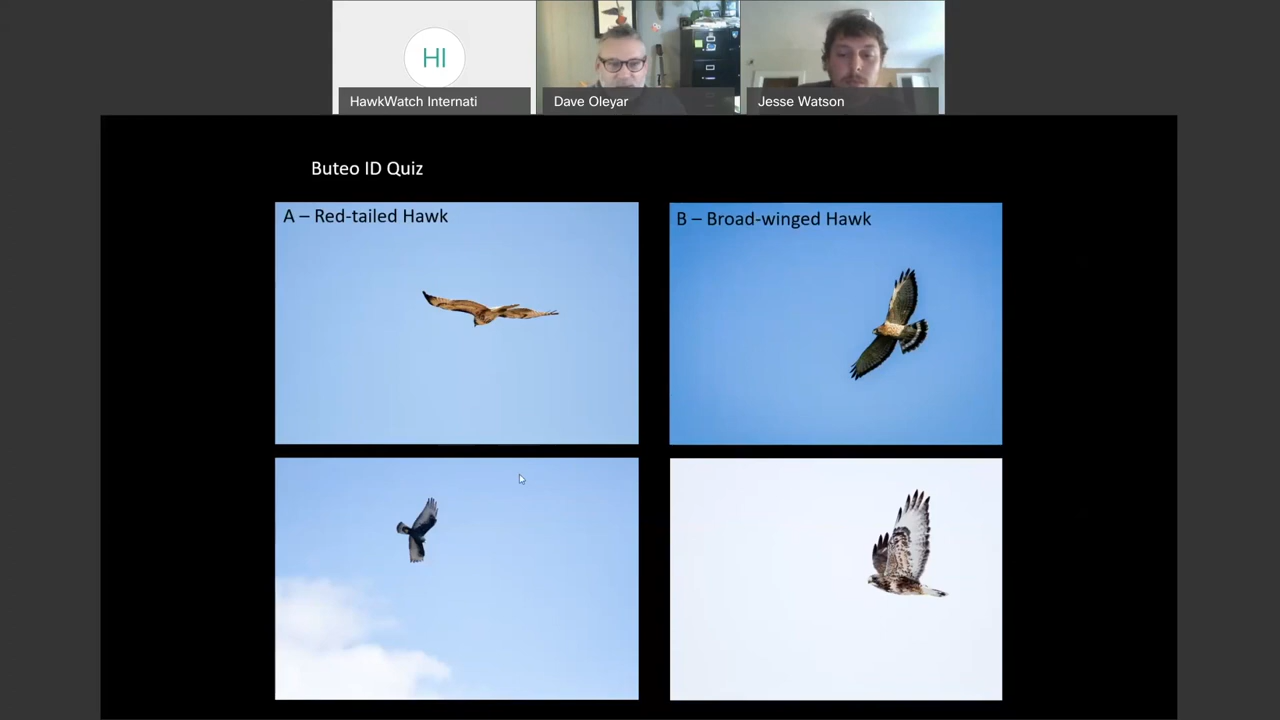 HI
HawkWatch Internati
Dave Oleyar
Jesse Watson
Buteo ID Quiz
A – Red-tailed Hawk
B – Broad-winged Hawk